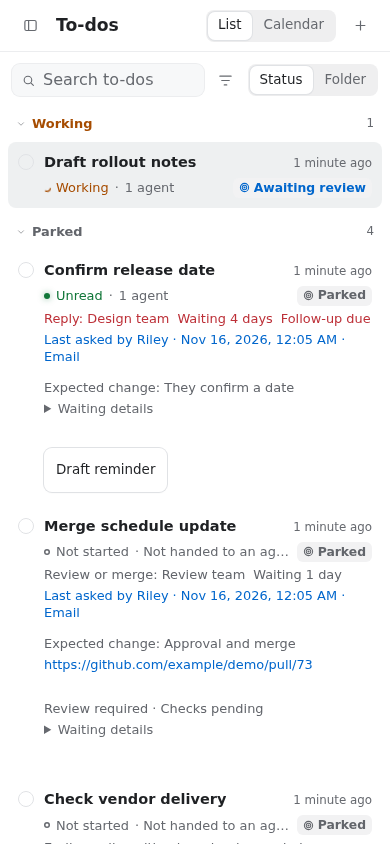 To-dos
List
Calendar
Search to-dos
Status
Folder
Working
1
Draft rollout notes
1 minute ago
Working · 1 agent
Awaiting review
Parked
4
Confirm release date
1 minute ago
Unread · 1 agent
Parked
Reply: Design team Waiting 4 days Follow-up due
Last asked by Riley · Nov 16, 2026, 12:05 AM ·
Email
Expected change: They confirm a date
Waiting details
Draft reminder
Merge schedule update
1 minute ago
Not started · Not handed to an ag…
Parked
Review or merge: Review team Waiting 1 day
Last asked by Riley · Nov 16, 2026, 12:05 AM ·
Email
Expected change: Approval and merge
https://github.com/example/demo/pull/73
Review required · Checks pending
Waiting details
Check vendor delivery
1 minute ago
Not started · Not handed to an ag…
Parked